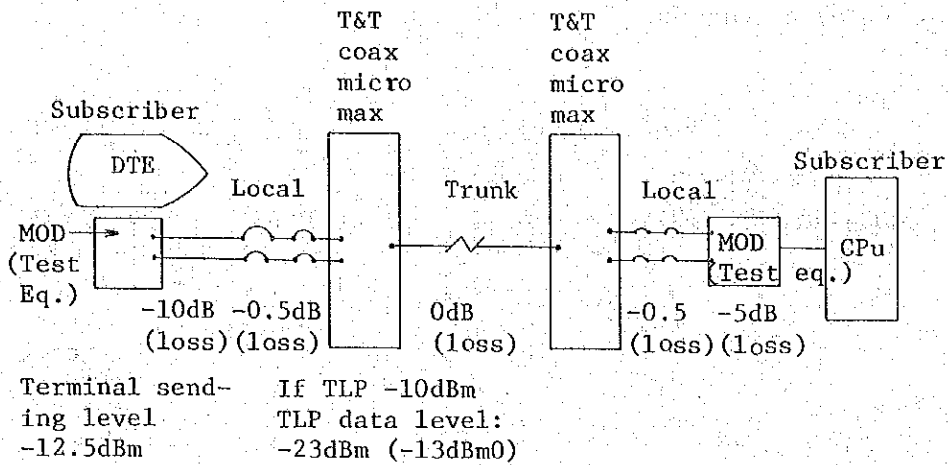 T&T
coax
micro
max
T&T
coax
micro
max
Subscriber
DTE
Local
Trunk
Local
Subscriber
MOD
(Test
Eq.)
MOD
(Test eq.)
CPu
-10dB
(loss)
-0.5dB
(loss)
0dB
(loss)
-0.5
(loss)
-5dB
(loss)
Terminal send-
ing level
-12.5dBm
If TLP -10dBm
TLP data level:
-23dBm (-13dBm0)